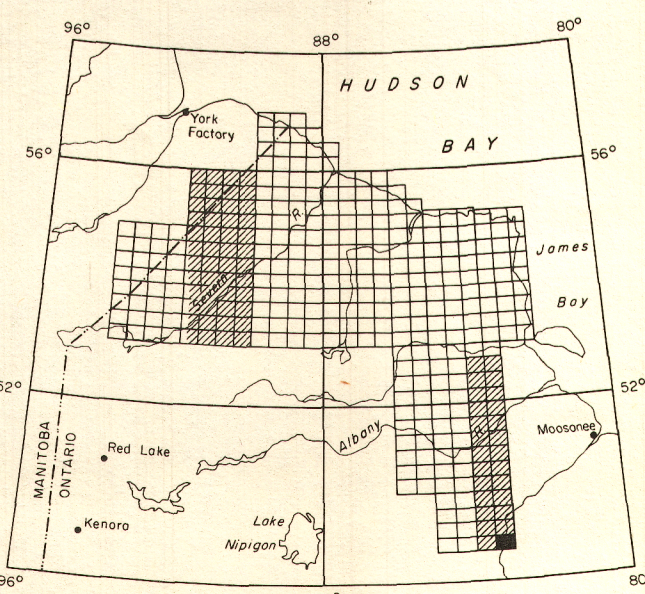 96°
88°
80°
HUDSON
BAY
York
Factory
56°
56°
R.
James
Bay
Severn
52°
52°
Albany
R.
Moosonee
MANITOBA
ONTARIO
Red Lake
Kenora
Lake
Nipigon
96°
80